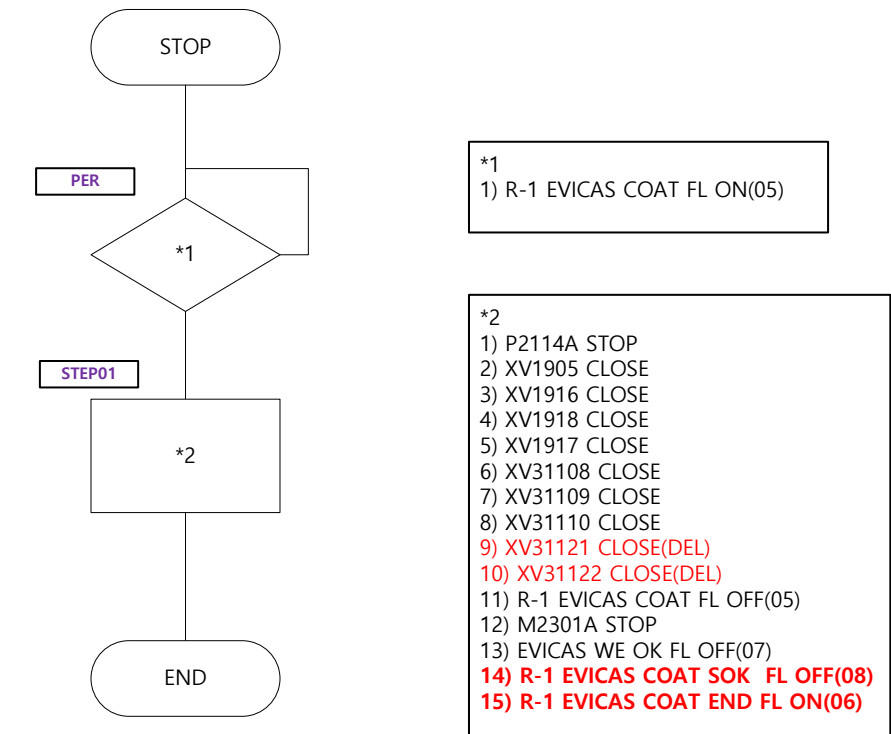 STOP
PER
*1
STEP01
*2
END
*1
1) R-1 EVICAS COAT FL ON(05)
*2
1) P2114A STOP
2) XV1905 CLOSE
3) XV1916 CLOSE
4) XV1918 CLOSE
5) XV1917 CLOSE
6) XV31108 CLOSE
7) XV31109 CLOSE
8) XV31110 CLOSE
9) XV31121 CLOSE(DEL)
10) XV31122 CLOSE(DEL)
11) R-1 EVICAS COAT FL OFF(05)
12) M2301A STOP
13) EVICAS WE OK FL OFF(07)
14) R-1 EVICAS COAT SOK  FL OFF(08)
15) R-1 EVICAS COAT END FL ON(06)